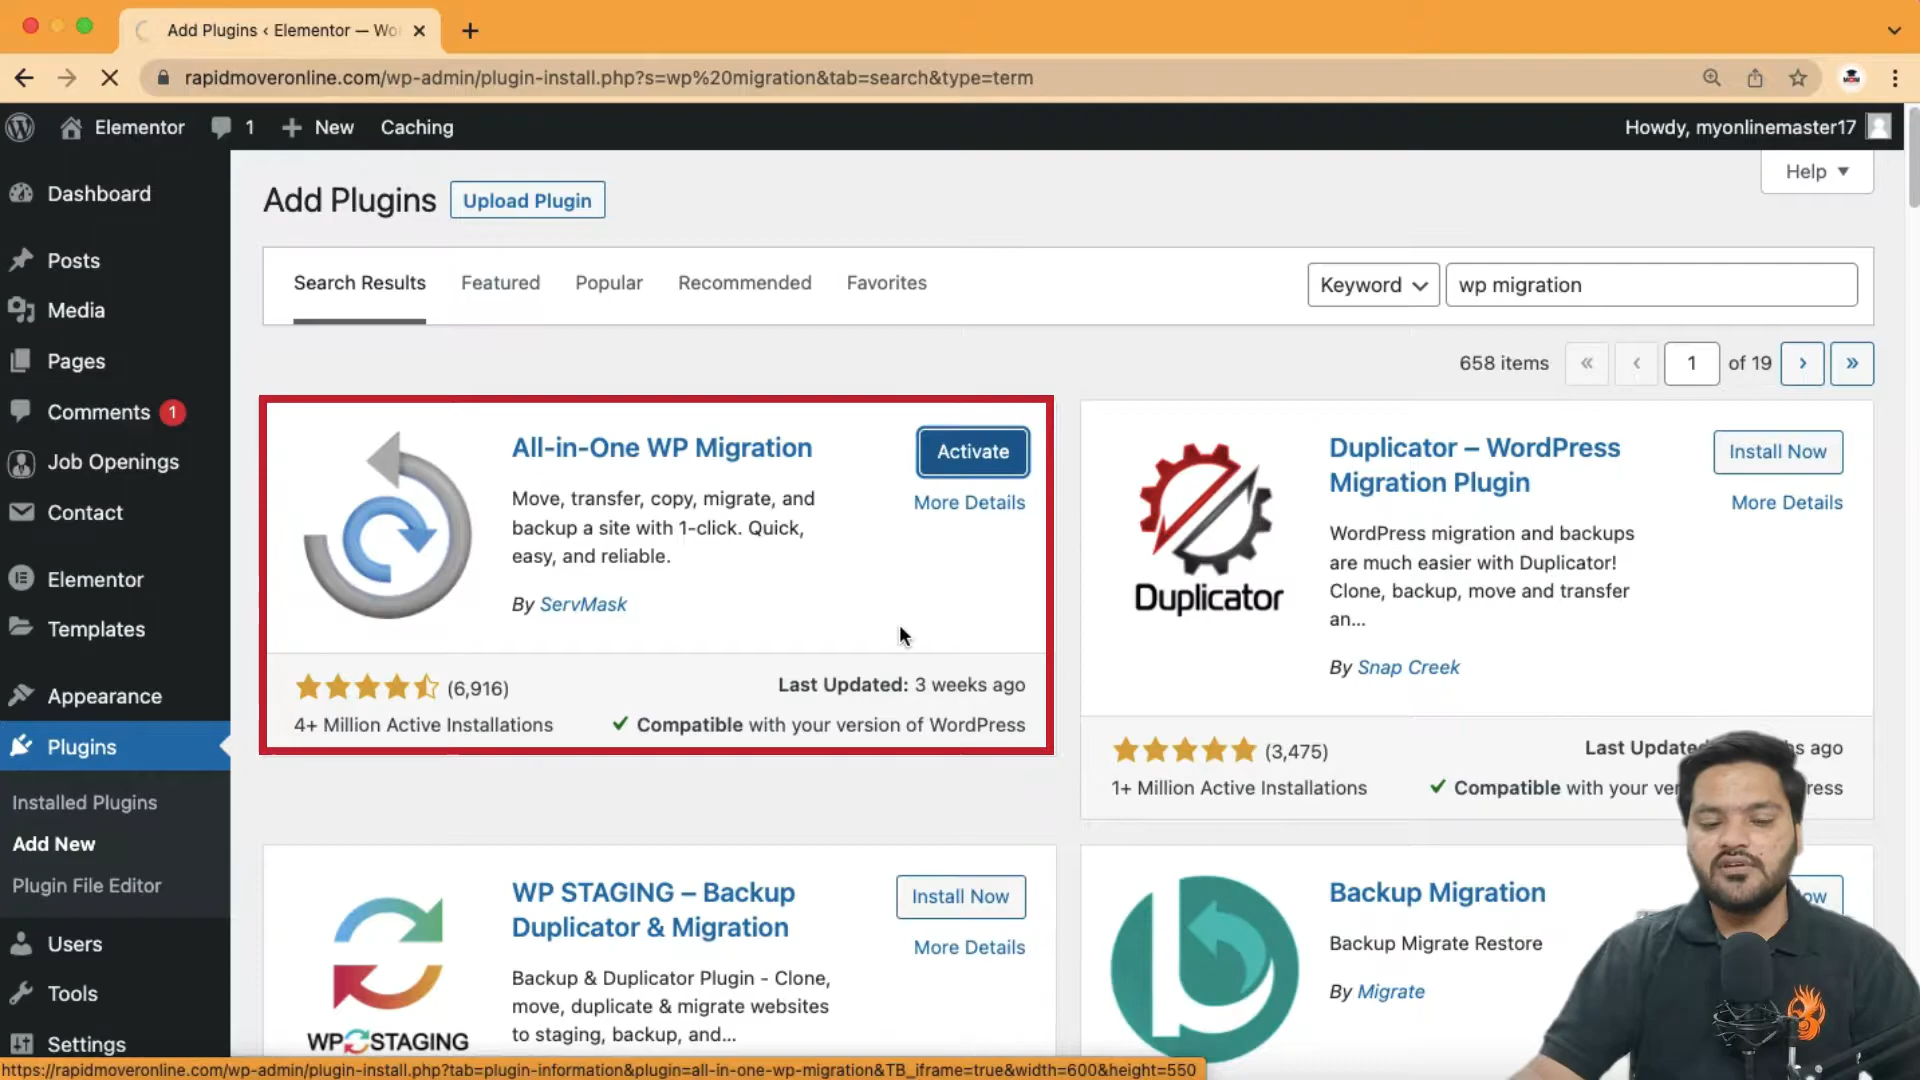 Add Plugins ‹ Elementor — Wo
rapidmoveronline.com/wp-admin/plugin-install.php?s=wp%20migration&tab=search&type=term
Elementor 1 New Caching Howdy, myonlinemaster17
Help
Add Plugins Upload Plugin
Search Results Featured Popular Recommended Favorites Keyword wp migration
658 items « ‹ 1 of 19 › »
Dashboard
Posts
Media
Pages
Comments 1
Job Openings
Contact
Elementor
Templates
Appearance
Plugins
Installed Plugins
Add New
Plugin File Editor
Users
Tools
Settings
All-in-One WP Migration
Activate
More Details
Move, transfer, copy, migrate, and
backup a site with 1-click. Quick,
easy, and reliable.
By ServMask
(6,916)
Last Updated: 3 weeks ago
4+ Million Active Installations
Compatible with your version of WordPress
Duplicator
Duplicator – WordPress
Migration Plugin
Install Now
More Details
WordPress migration and backups
are much easier with Duplicator!
Clone, backup, move and transfer
an...
By Snap Creek
(3,475)
Last Updated ago
1+ Million Active Installations
Compatible with your
WP STAGING
WP STAGING – Backup
Duplicator & Migration
Install Now
More Details
Backup & Duplicator Plugin - Clone,
move, duplicate & migrate websites
to staging, backup, and...
Backup Migration
Backup Migrate Restore
By Migrate
https://rapidmoveronline.com/wp-admin/plugin-install.php?tab=plugin-information&plugin=all-in-one-wp-migration&TB_iframe=true&width=600&height=550